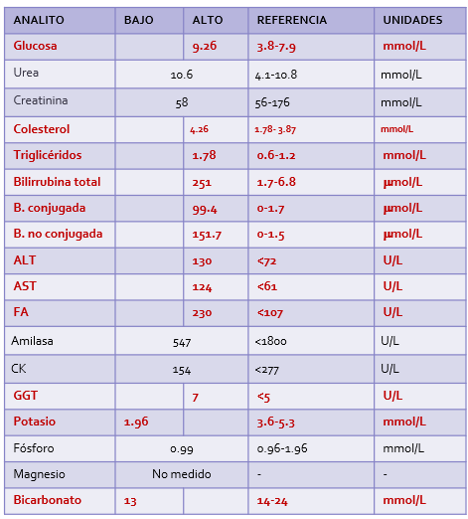 ANALITO BAJO ALTO REFERENCIA UNIDADES
Glucosa 9.26 3.8-7.9 mmol/L
Urea 10.6 4.1-10.8 mmol/L
Creatinina 58 56-176 mmol/L
Colesterol 4.26 1.78- 3.87 mmol/L
Triglicéridos 1.78 0.6-1.2 mmol/L
Bilirrubina total 251 1.7-6.8 µmol/L
B. conjugada 99.4 0-1.7 µmol/L
B. no conjugada 151.7 0-1.5 µmol/L
ALT 130 <72 U/L
AST 124 <61 U/L
FA 230 <107 U/L
Amilasa 547 <1800 U/L
CK 154 <277 U/L
GGT 7 <5 U/L
Potasio 1.96 3.6-5.3 mmol/L
Fósforo 0.99 0.96-1.96 mmol/L
Magnesio No medido - -
Bicarbonato 13 14-24 mmol/L